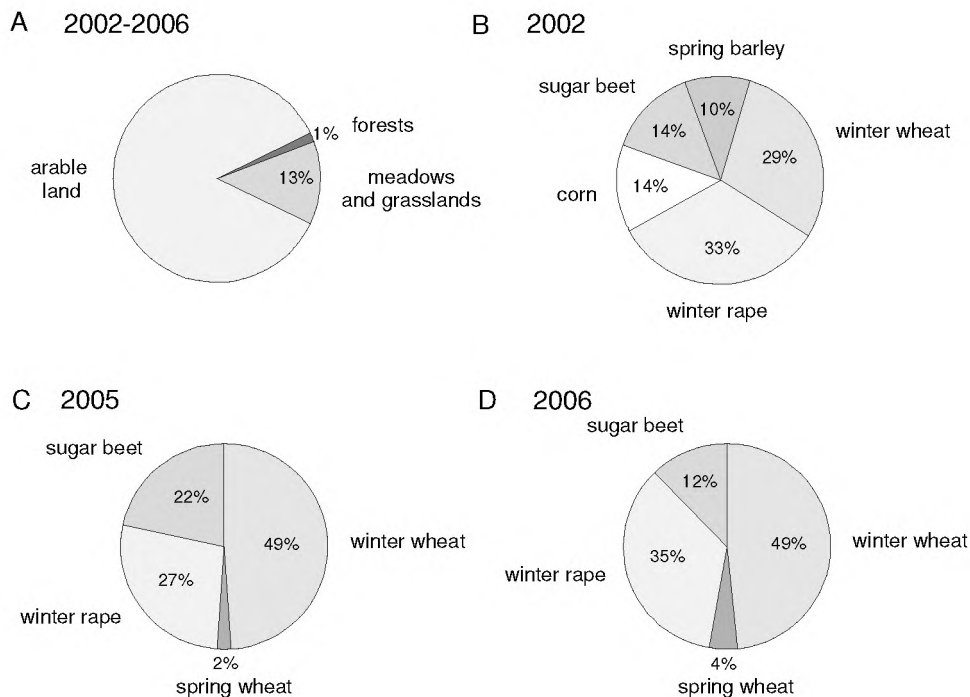 A 2002-2006
1%
forests
arable
land
13%
meadows
and grasslands
B 2002
spring barley
sugar beet
10%
winter wheat
14%
29%
corn
14%
33%
winter rape
C 2005
sugar beet
22%
49%
winter wheat
27%
winter rape
2%
spring wheat
D 2006
sugar beet
12%
49%
winter wheat
35%
winter rape
4%
spring wheat